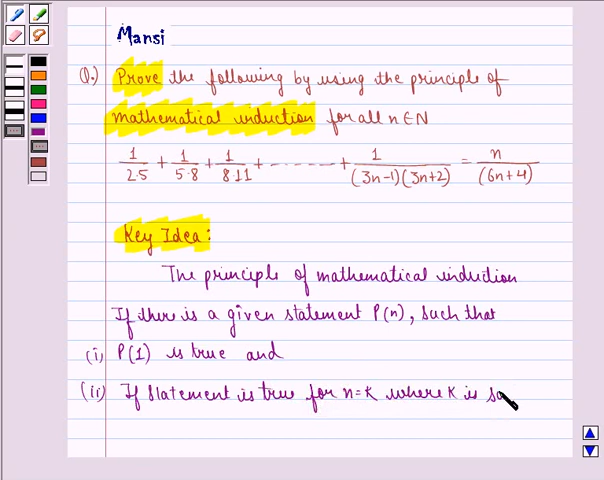 Mansi
Q.) Prove the following by using the principle of
mathematical induction for all n ∈ N
1/2.5 + 1/5.8 + 1/8.11 + -------- + 1/(3n-1)(3n+2) = n/(6n+4)
Key Idea:
The principle of mathematical induction
If there is a given statement P(n), such that
(i) P(1) is true and
(ii) If statement is true for n=K where K is